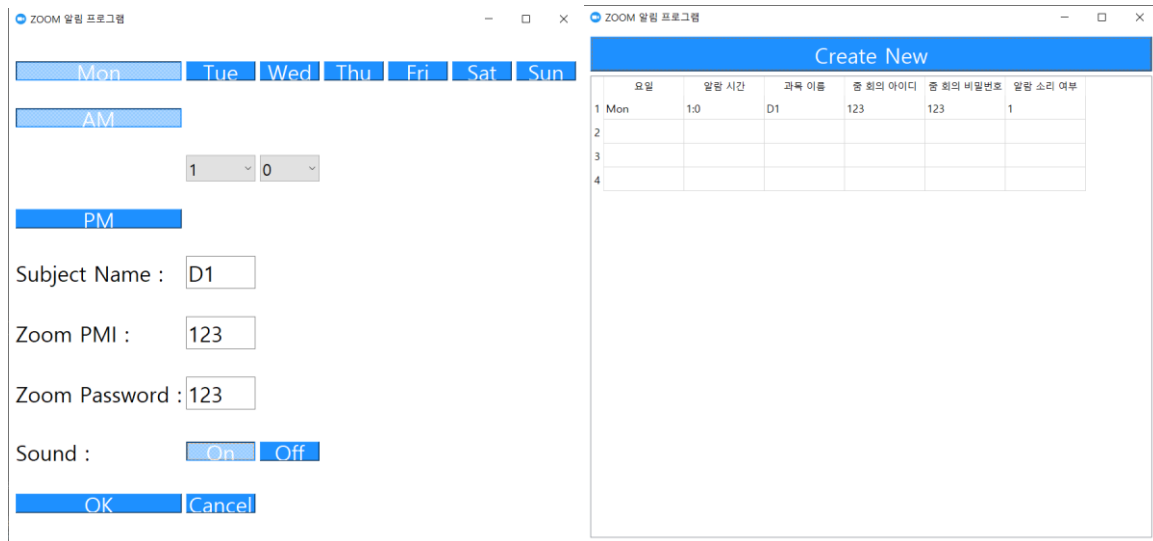 ZOOM 알림 프로그램
Mon Tue Wed Thu Fri Sat Sun
AM
1 0
PM
Subject Name : D1
Zoom PMI : 123
Zoom Password : 123
Sound : On Off
OK Cancel
ZOOM 알림 프로그램
Create New
요일 알람 시간 과목 이름 줌 회의 아이디 줌 회의 비밀번호 알람 소리 여부
1 Mon 1:0 D1 123 123 1
2
3
4